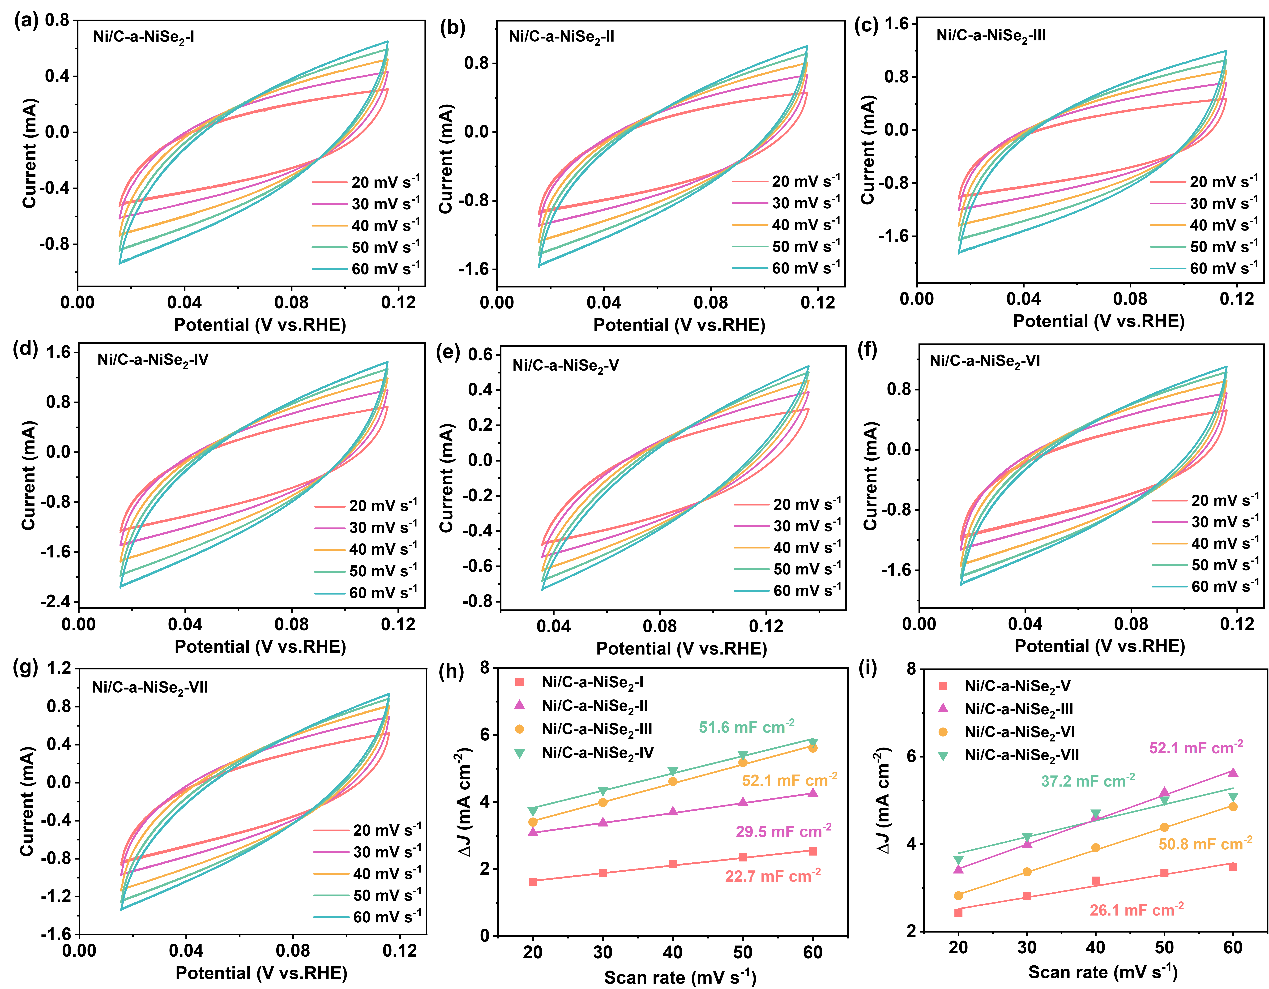 (a)
Ni/C-a-NiSe2-I
0.8
0.4
0.0
-0.4
-0.8
Current (mA)
20 mV s-1
30 mV s-1
40 mV s-1
50 mV s-1
60 mV s-1
0.00 0.04 0.08 0.12
Potential (V vs.RHE)
(b)
Ni/C-a-NiSe2-II
0.8
0.0
-0.8
-1.6
Current (mA)
20 mV s-1
30 mV s-1
40 mV s-1
50 mV s-1
60 mV s-1
0.00 0.04 0.08 0.12
Potential (V vs.RHE)
(c)
Ni/C-a-NiSe2-III
1.6
0.8
0.0
-0.8
-1.6
Current (mA)
20 mV s-1
30 mV s-1
40 mV s-1
50 mV s-1
60 mV s-1
0.00 0.04 0.08 0.12
Potential (V vs.RHE)
(d)
Ni/C-a-NiSe2-IV
1.6
0.8
0.0
-0.8
-1.6
-2.4
Current (mA)
20 mV s-1
30 mV s-1
40 mV s-1
50 mV s-1
60 mV s-1
0.00 0.04 0.08 0.12
Potential (V vs.RHE)
(e)
Ni/C-a-NiSe2-V
0.6
0.4
0.2
0.0
-0.2
-0.4
-0.6
-0.8
Current (mA)
20 mV s-1
30 mV s-1
40 mV s-1
50 mV s-1
60 mV s-1
0.04 0.08 0.12
Potential (V vs.RHE)
(f)
Ni/C-a-NiSe2-VI
0.8
0.0
-0.8
-1.6
Current (mA)
20 mV s-1
30 mV s-1
40 mV s-1
50 mV s-1
60 mV s-1
0.00 0.04 0.08 0.12
Potential (V vs.RHE)
(g)
Ni/C-a-NiSe2-VII
1.2
0.8
0.4
0.0
-0.4
-0.8
-1.2
-1.6
Current (mA)
20 mV s-1
30 mV s-1
40 mV s-1
50 mV s-1
60 mV s-1
0.00 0.04 0.08 0.12
Potential (V vs.RHE)
(h)
8
6
4
2
0
ΔJ (mA cm-2)
Ni/C-a-NiSe2-I
Ni/C-a-NiSe2-II
Ni/C-a-NiSe2-III
Ni/C-a-NiSe2-IV
51.6 mF cm-2
52.1 mF cm-2
29.5 mF cm-2
22.7 mF cm-2
20 30 40 50 60
Scan rate (mV s-1)
(i)
8
6
4
2
ΔJ (mA cm-2)
Ni/C-a-NiSe2-V
Ni/C-a-NiSe2-III
Ni/C-a-NiSe2-VI
Ni/C-a-NiSe2-VII
52.1 mF cm-2
37.2 mF cm-2
50.8 mF cm-2
26.1 mF cm-2
20 30 40 50 60
Scan rate (mV s-1)